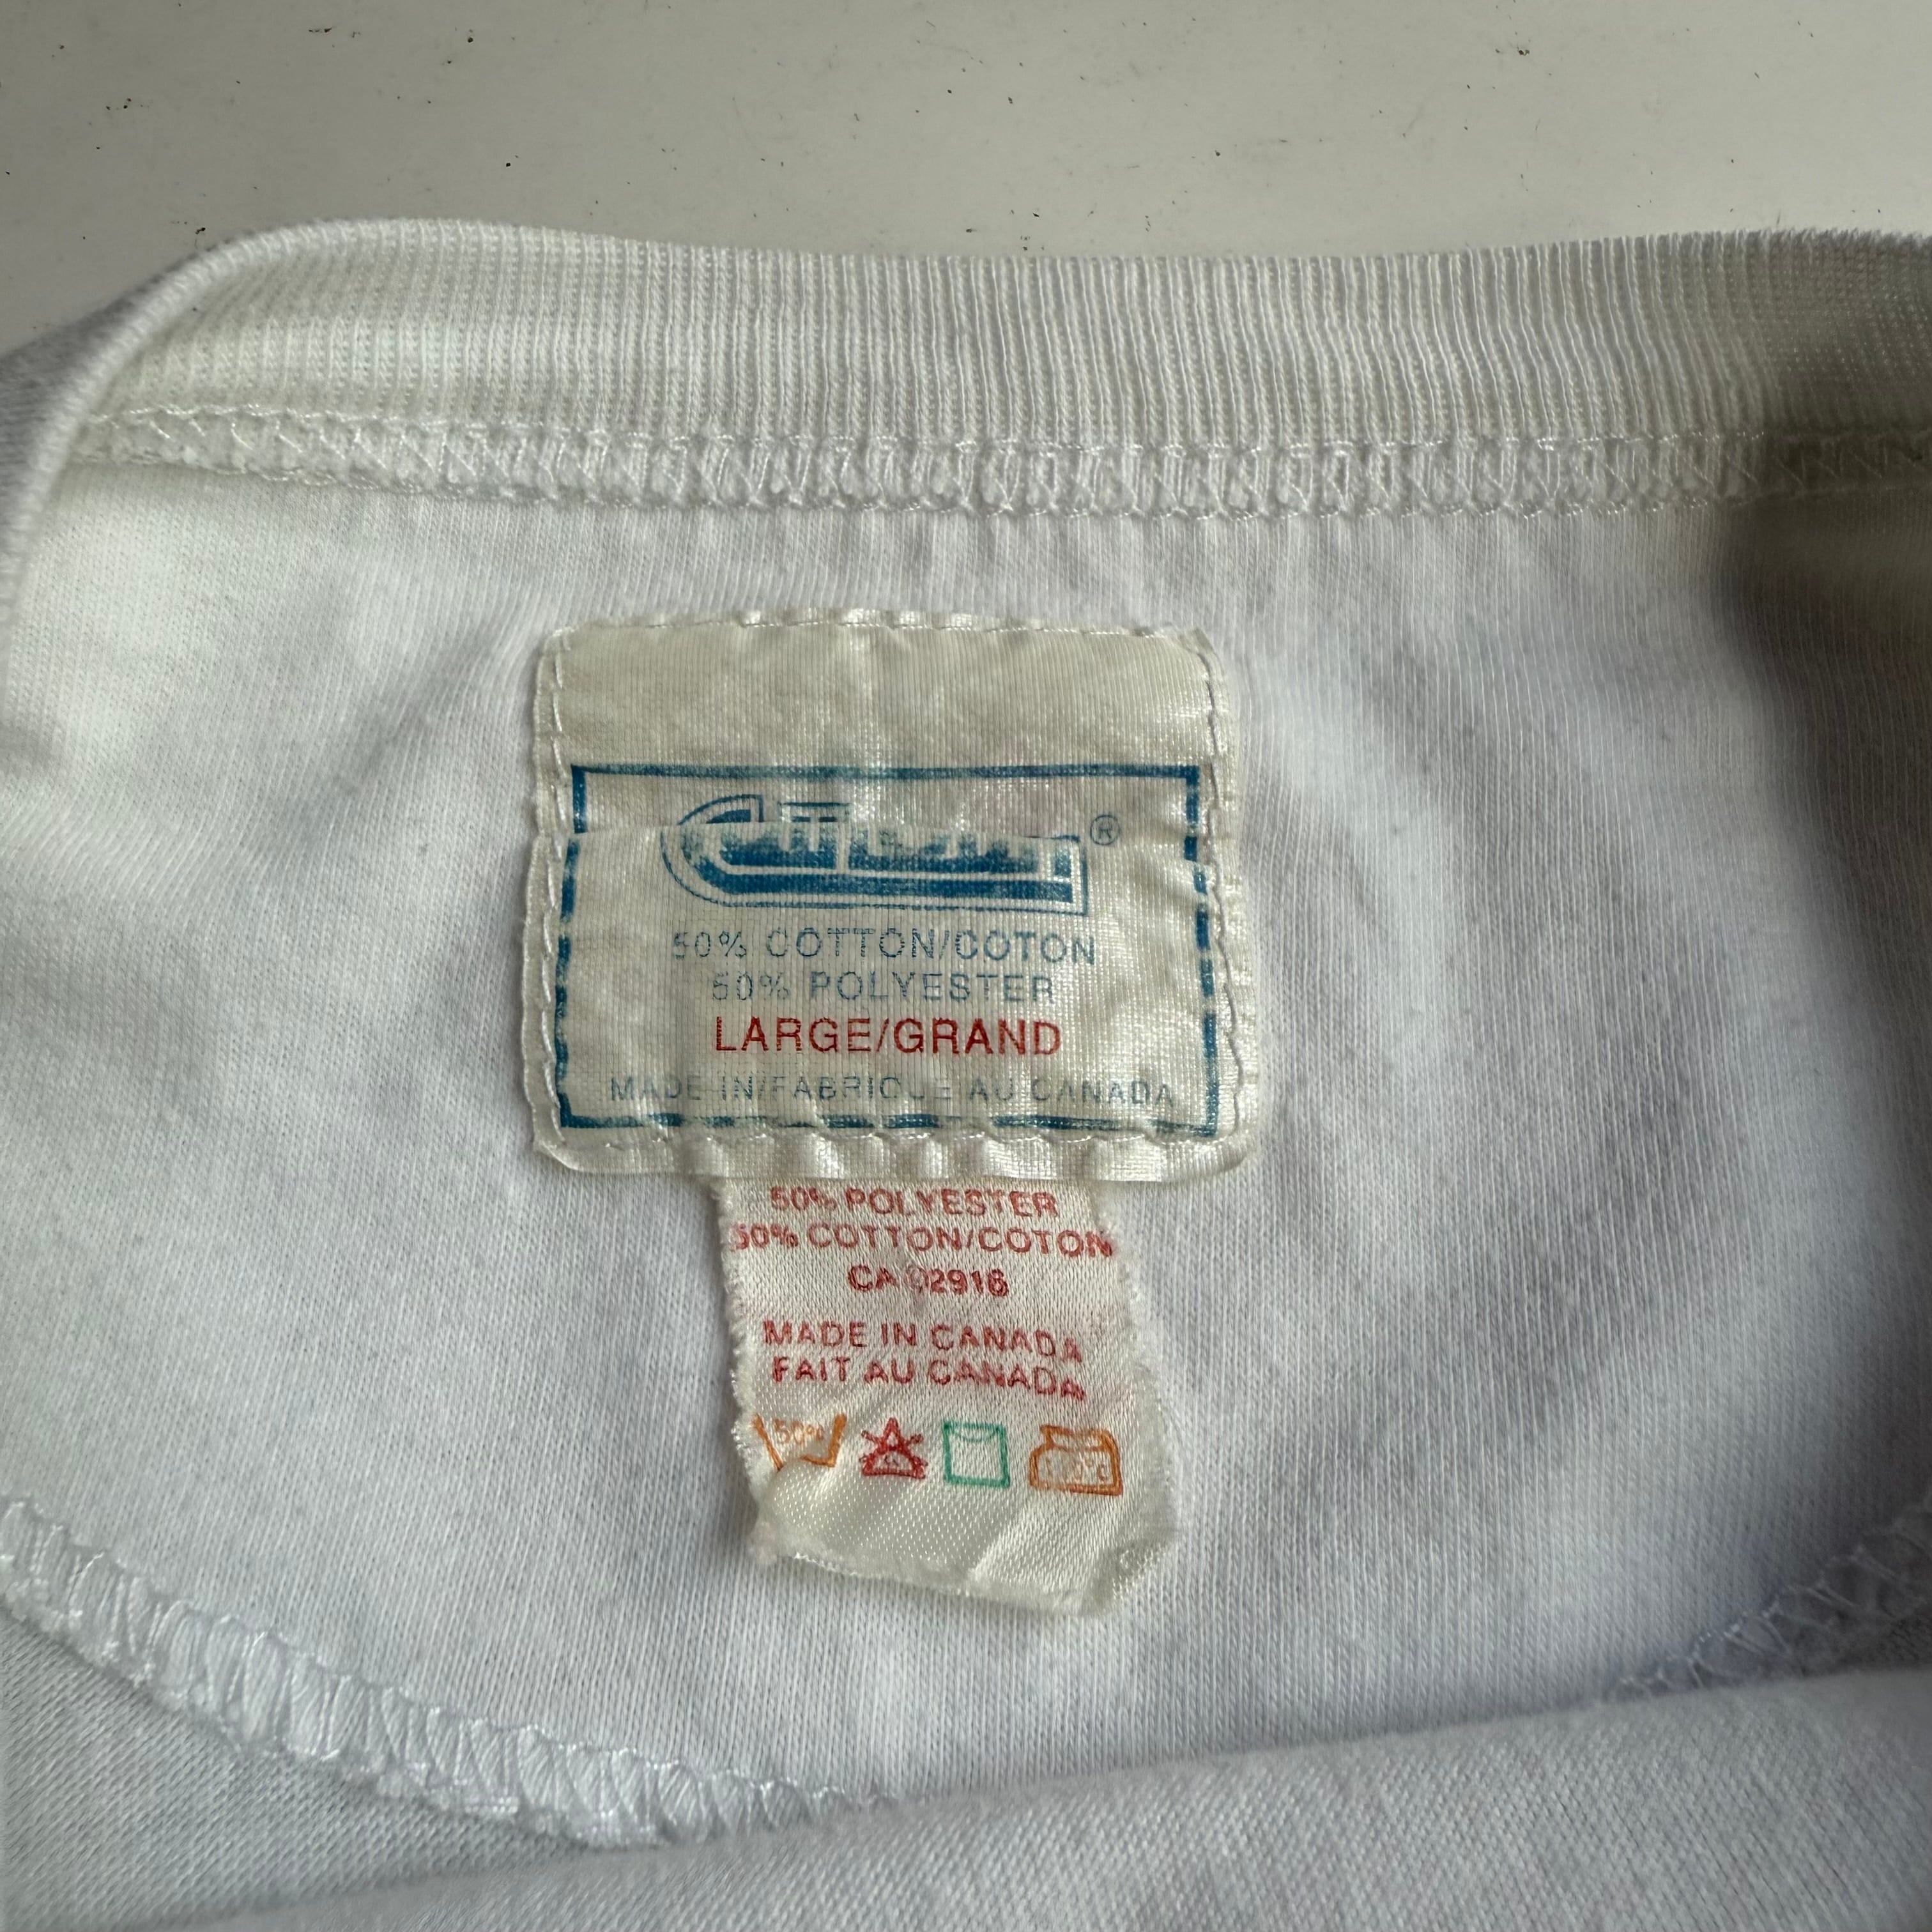 ®
50% COTTON/COTON
50% POLYESTER
LARGE/GRAND
MADE IN/FABRIQUE AU CANADA
50% POLYESTER
50% COTTON/COTON
CA 02916
MADE IN CANADA
FAIT AU CANADA
50°